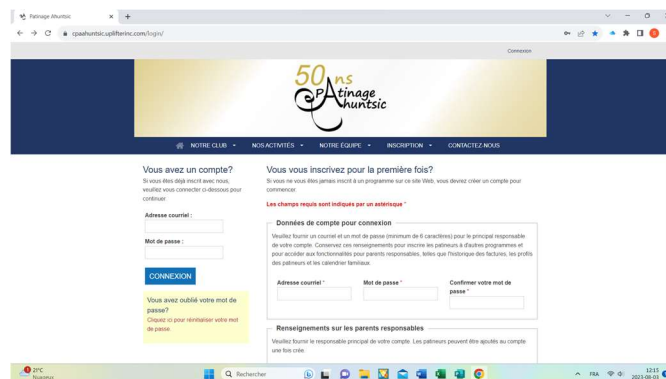 Patinage Ahuntsic
cpaahuntsic.uplifterinc.com/login/
Connexion
50 ans
Patinage
Ahuntsic
NOTRE CLUB
NOS ACTIVITÉS
NOTRE ÉQUIPE
INSCRIPTION
CONTACTEZ-NOUS
Vous avez un compte?
Si vous êtes déjà inscrit avec nous,
veuillez vous connecter ci-dessous pour
continuer.
Adresse courriel :
Mot de passe :
CONNEXION
Vous avez oublié votre mot de
passe?
Cliquez ici pour réinitialiser votre mot
de passe.
Vous vous inscrivez pour la première fois?
Si vous ne vous êtes jamais inscrit à un programme sur ce site Web, vous devrez créer un compte pour
commencer.
Les champs requis sont indiqués par un astérisque *
Données de compte pour connexion
Veuillez fournir un courriel et un mot de passe (minimum de 6 caractères) pour le principal responsable
de votre compte. Conservez ces renseignements pour inscrire les patineurs à d'autres programmes et
pour accéder aux fonctionnalités pour parents responsables, telles que l'historique des factures, les profils
des patineurs et les calendrier familiaux.
Adresse courriel *
Mot de passe *
Confirmer votre mot de
passe *
Renseignements sur les parents responsables
Veuillez fournir le responsable principal de votre compte. Les patineurs peuvent être ajoutés au compte
une fois crée.
21°C
Nuageux
Rechercher
FRA
12:15
2023-08-03